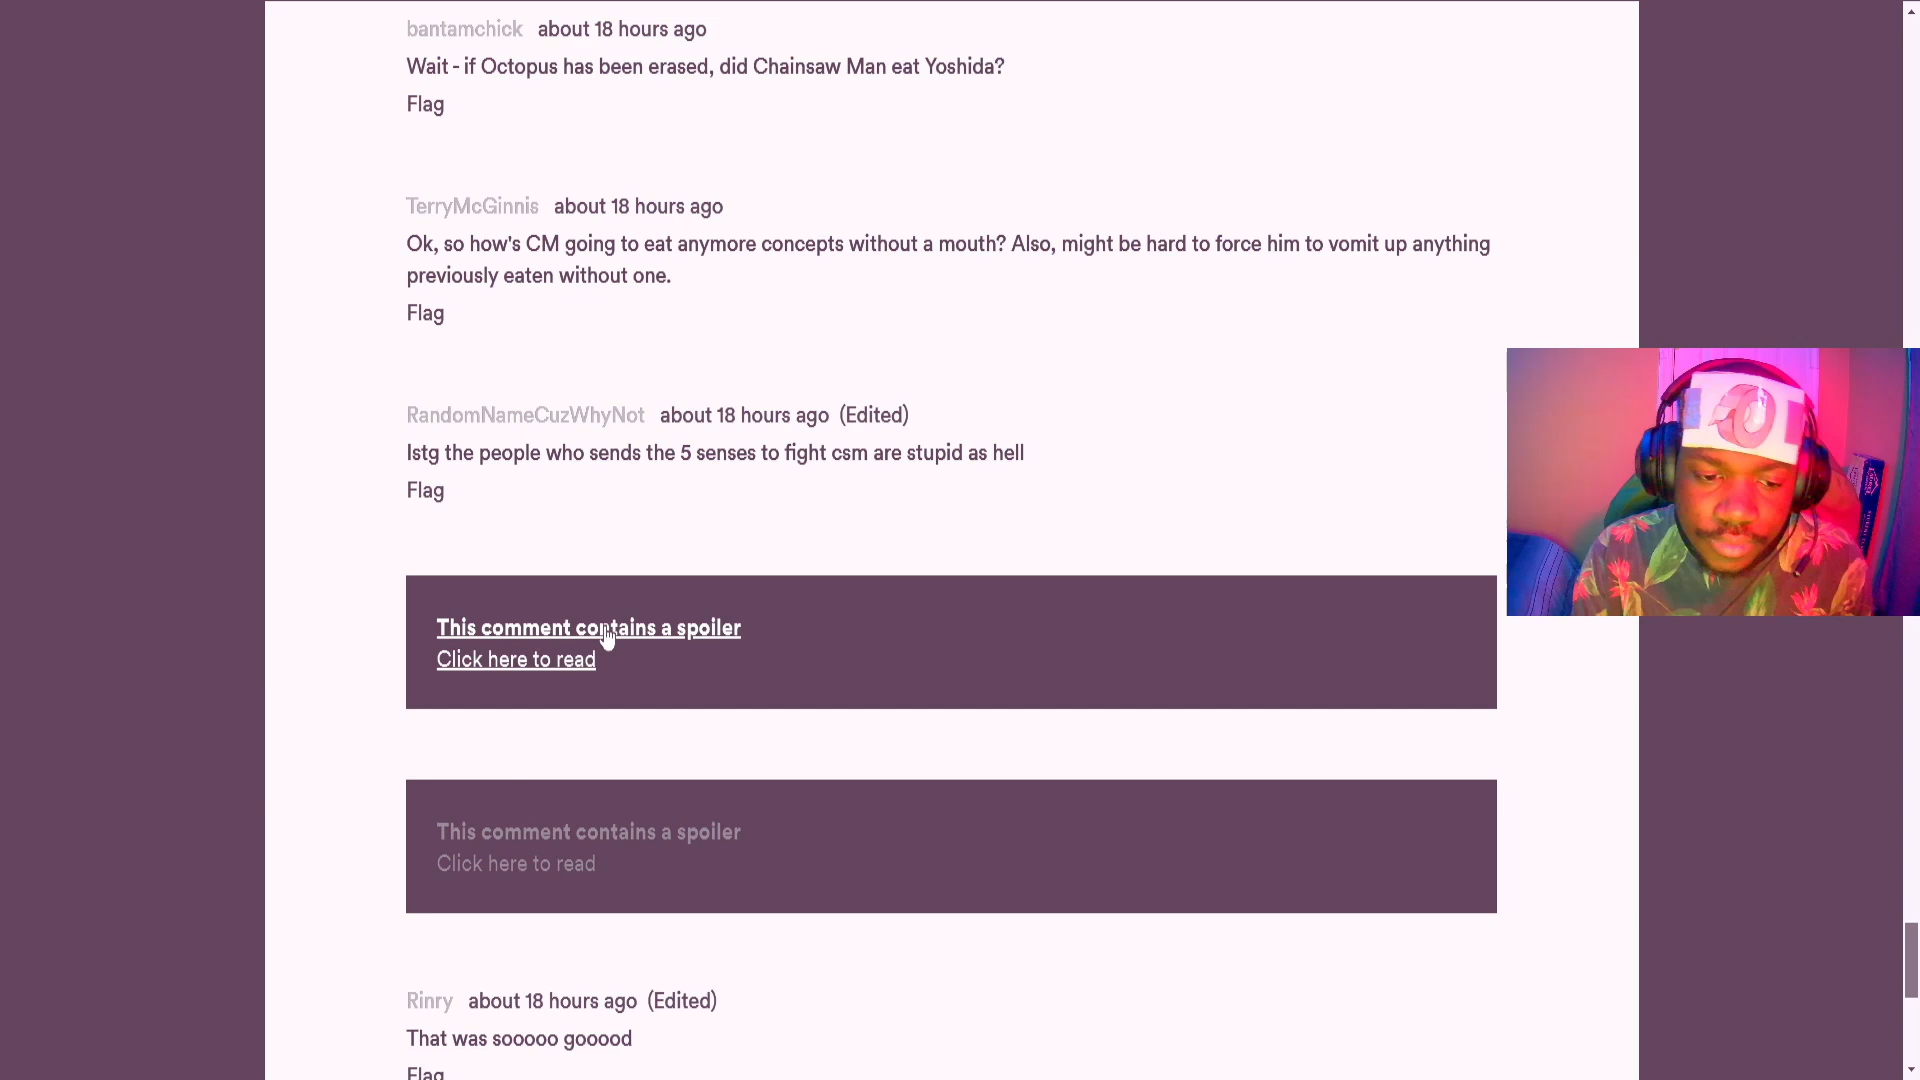 bantamchick about 18 hours ago
Wait - if Octopus has been erased, did Chainsaw Man eat Yoshida?
Flag
TerryMcGinnis about 18 hours ago
Ok, so how's CM going to eat anymore concepts without a mouth? Also, might be hard to force him to vomit up anything
previously eaten without one.
Flag
RandomNameCuzWhyNot about 18 hours ago (Edited)
Istg the people who sends the 5 senses to fight csm are stupid as hell
Flag
This comment contains a spoiler
Click here to read
This comment contains a spoiler
Click here to read
Rinry about 18 hours ago (Edited)
That was sooooo gooood
Flag